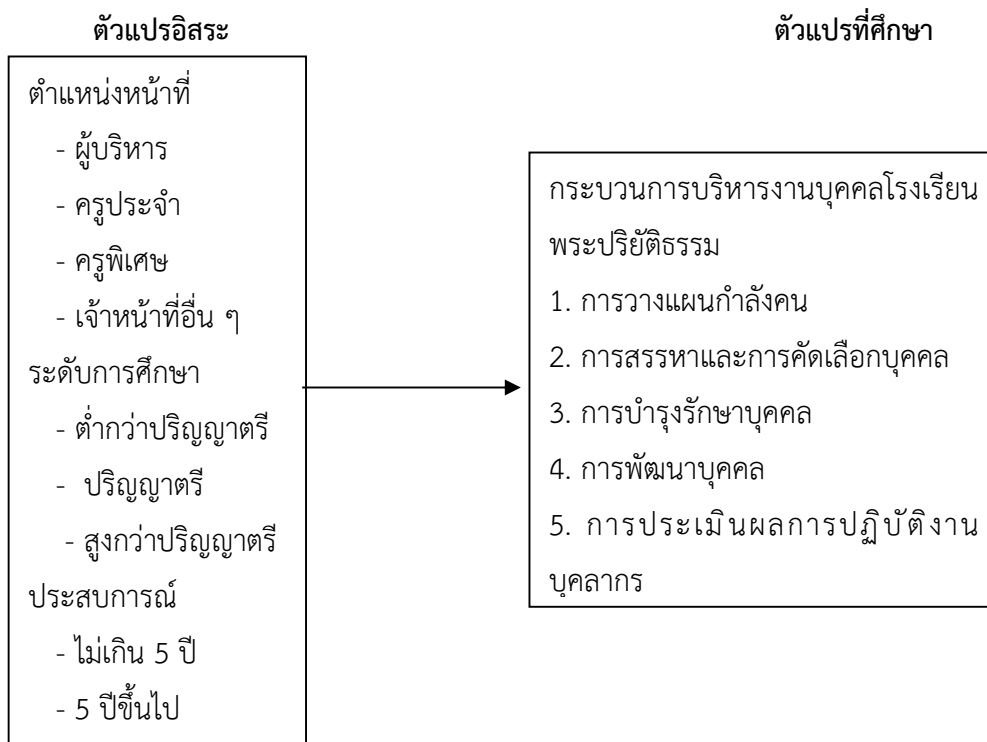 ตัวแปรอิสระ
ตัวแปรที่ศึกษา
ตำแหน่งหน้าที่
- ผู้บริหาร
- ครูประจำ
- ครูพิเศษ
- เจ้าหน้าที่อื่น ๆ
ระดับการศึกษา
- ต่ำกว่าปริญญาตรี
- ปริญญาตรี
- สูงกว่าปริญญาตรี
ประสบการณ์
- ไม่เกิน 5 ปี
- 5 ปีขึ้นไป
กระบวนการบริหารงานบุคคลโรงเรียน
พระปริยัติธรรม
1. การวางแผนกำลังคน
2. การสรรหาและการคัดเลือกบุคคล
3. การบำรุงรักษาบุคคล
4. การพัฒนาบุคคล
5. การประเมินผลการปฏิบัติงาน
บุคลากร